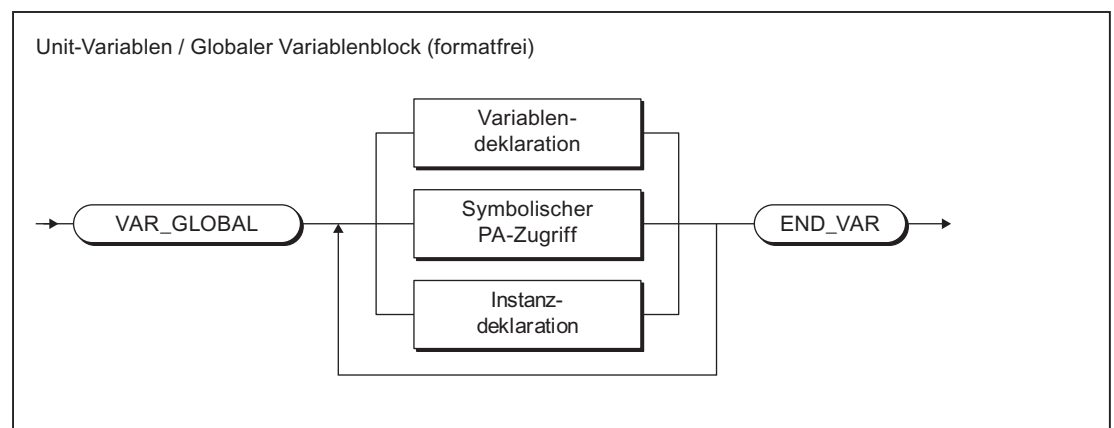 Unit-Variablen / Globaler Variablenblock (formatfrei)
Variablen-
deklaration
VAR_GLOBAL
Symbolischer
PA-Zugriff
END_VAR
Instanz-
deklaration